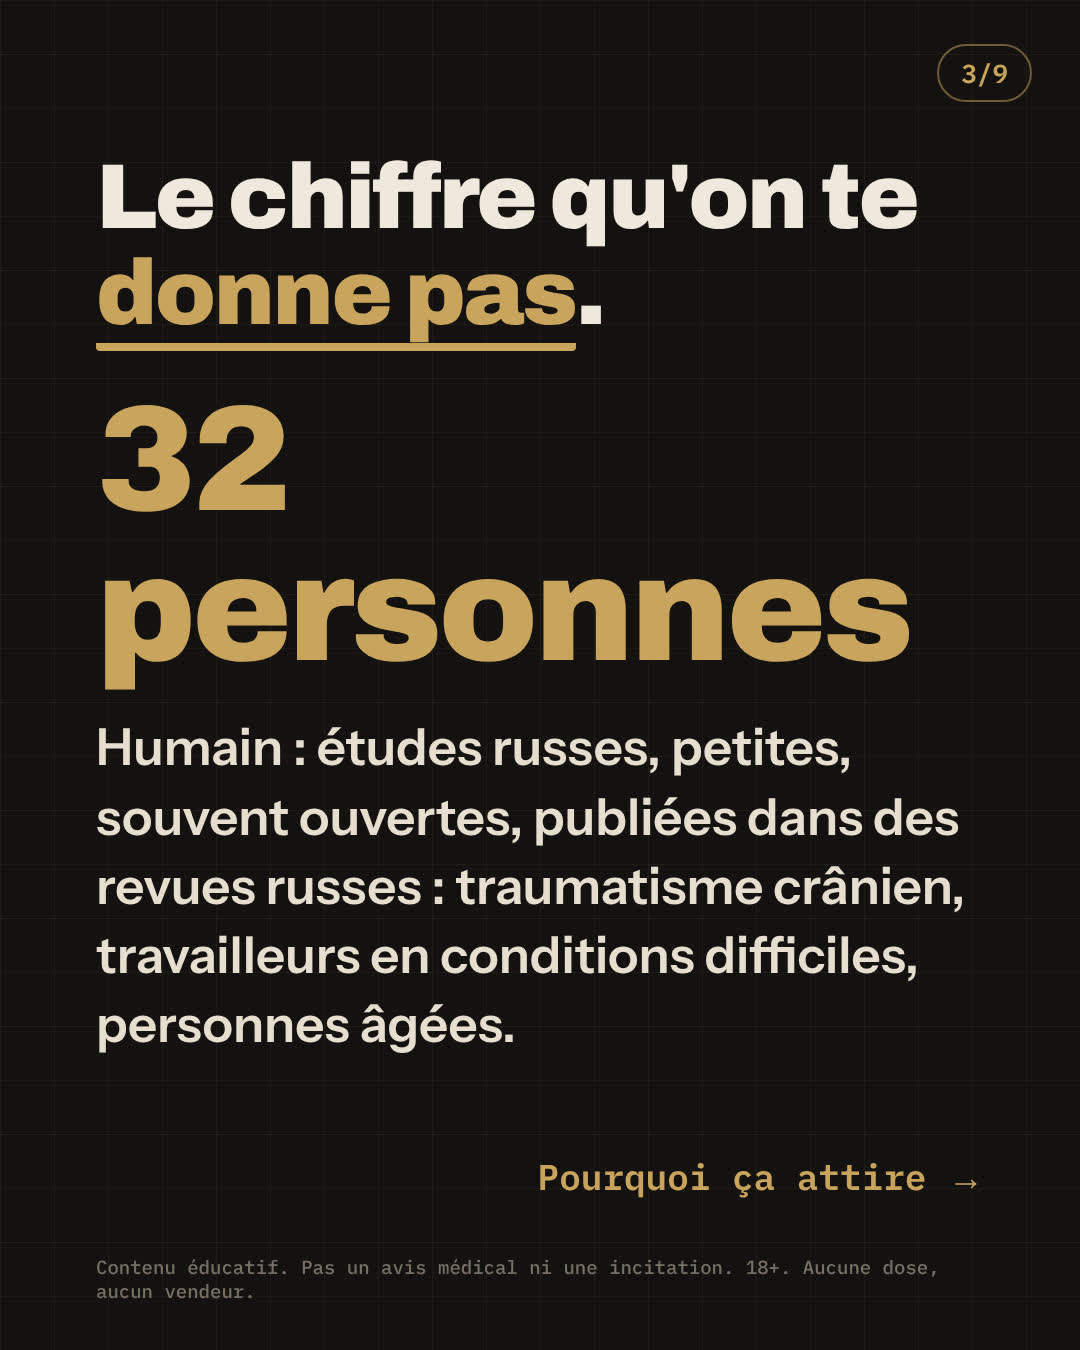 3/9
Le chiffre qu'on te
donne pas.
32
personnes
Humain : études russes, petites,
souvent ouvertes, publiées dans des
revues russes : traumatisme crânien,
travailleurs en conditions difficiles,
personnes âgées.
Pourquoi ça attire →
Contenu éducatif. Pas un avis médical ni une incitation. 18+. Aucune dose,
aucun vendeur.